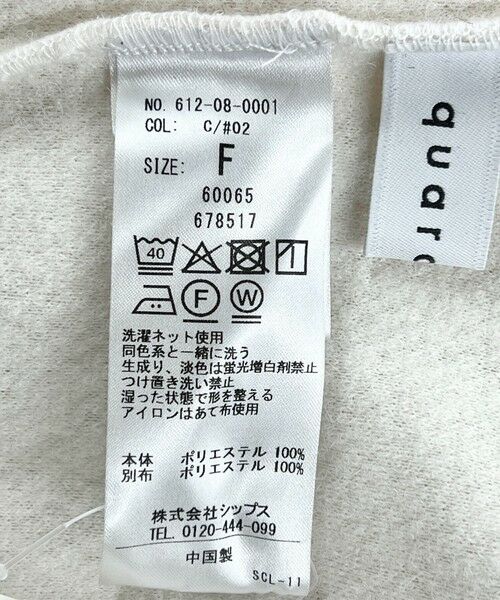 NO. 612-08-0001
COL: C/#02
SIZE: F
60065
678517
40
F W
洗濯ネット使用
同色系と一緒に洗う
生成り、淡色は蛍光増白剤禁止
つけ置き洗い禁止
湿った状態で形を整える
アイロンはあて布使用
本体 ポリエステル 100%
別布 ポリエステル 100%
株式会社シップス
TEL. 0120-444-099
中国製
SCL-11
quar